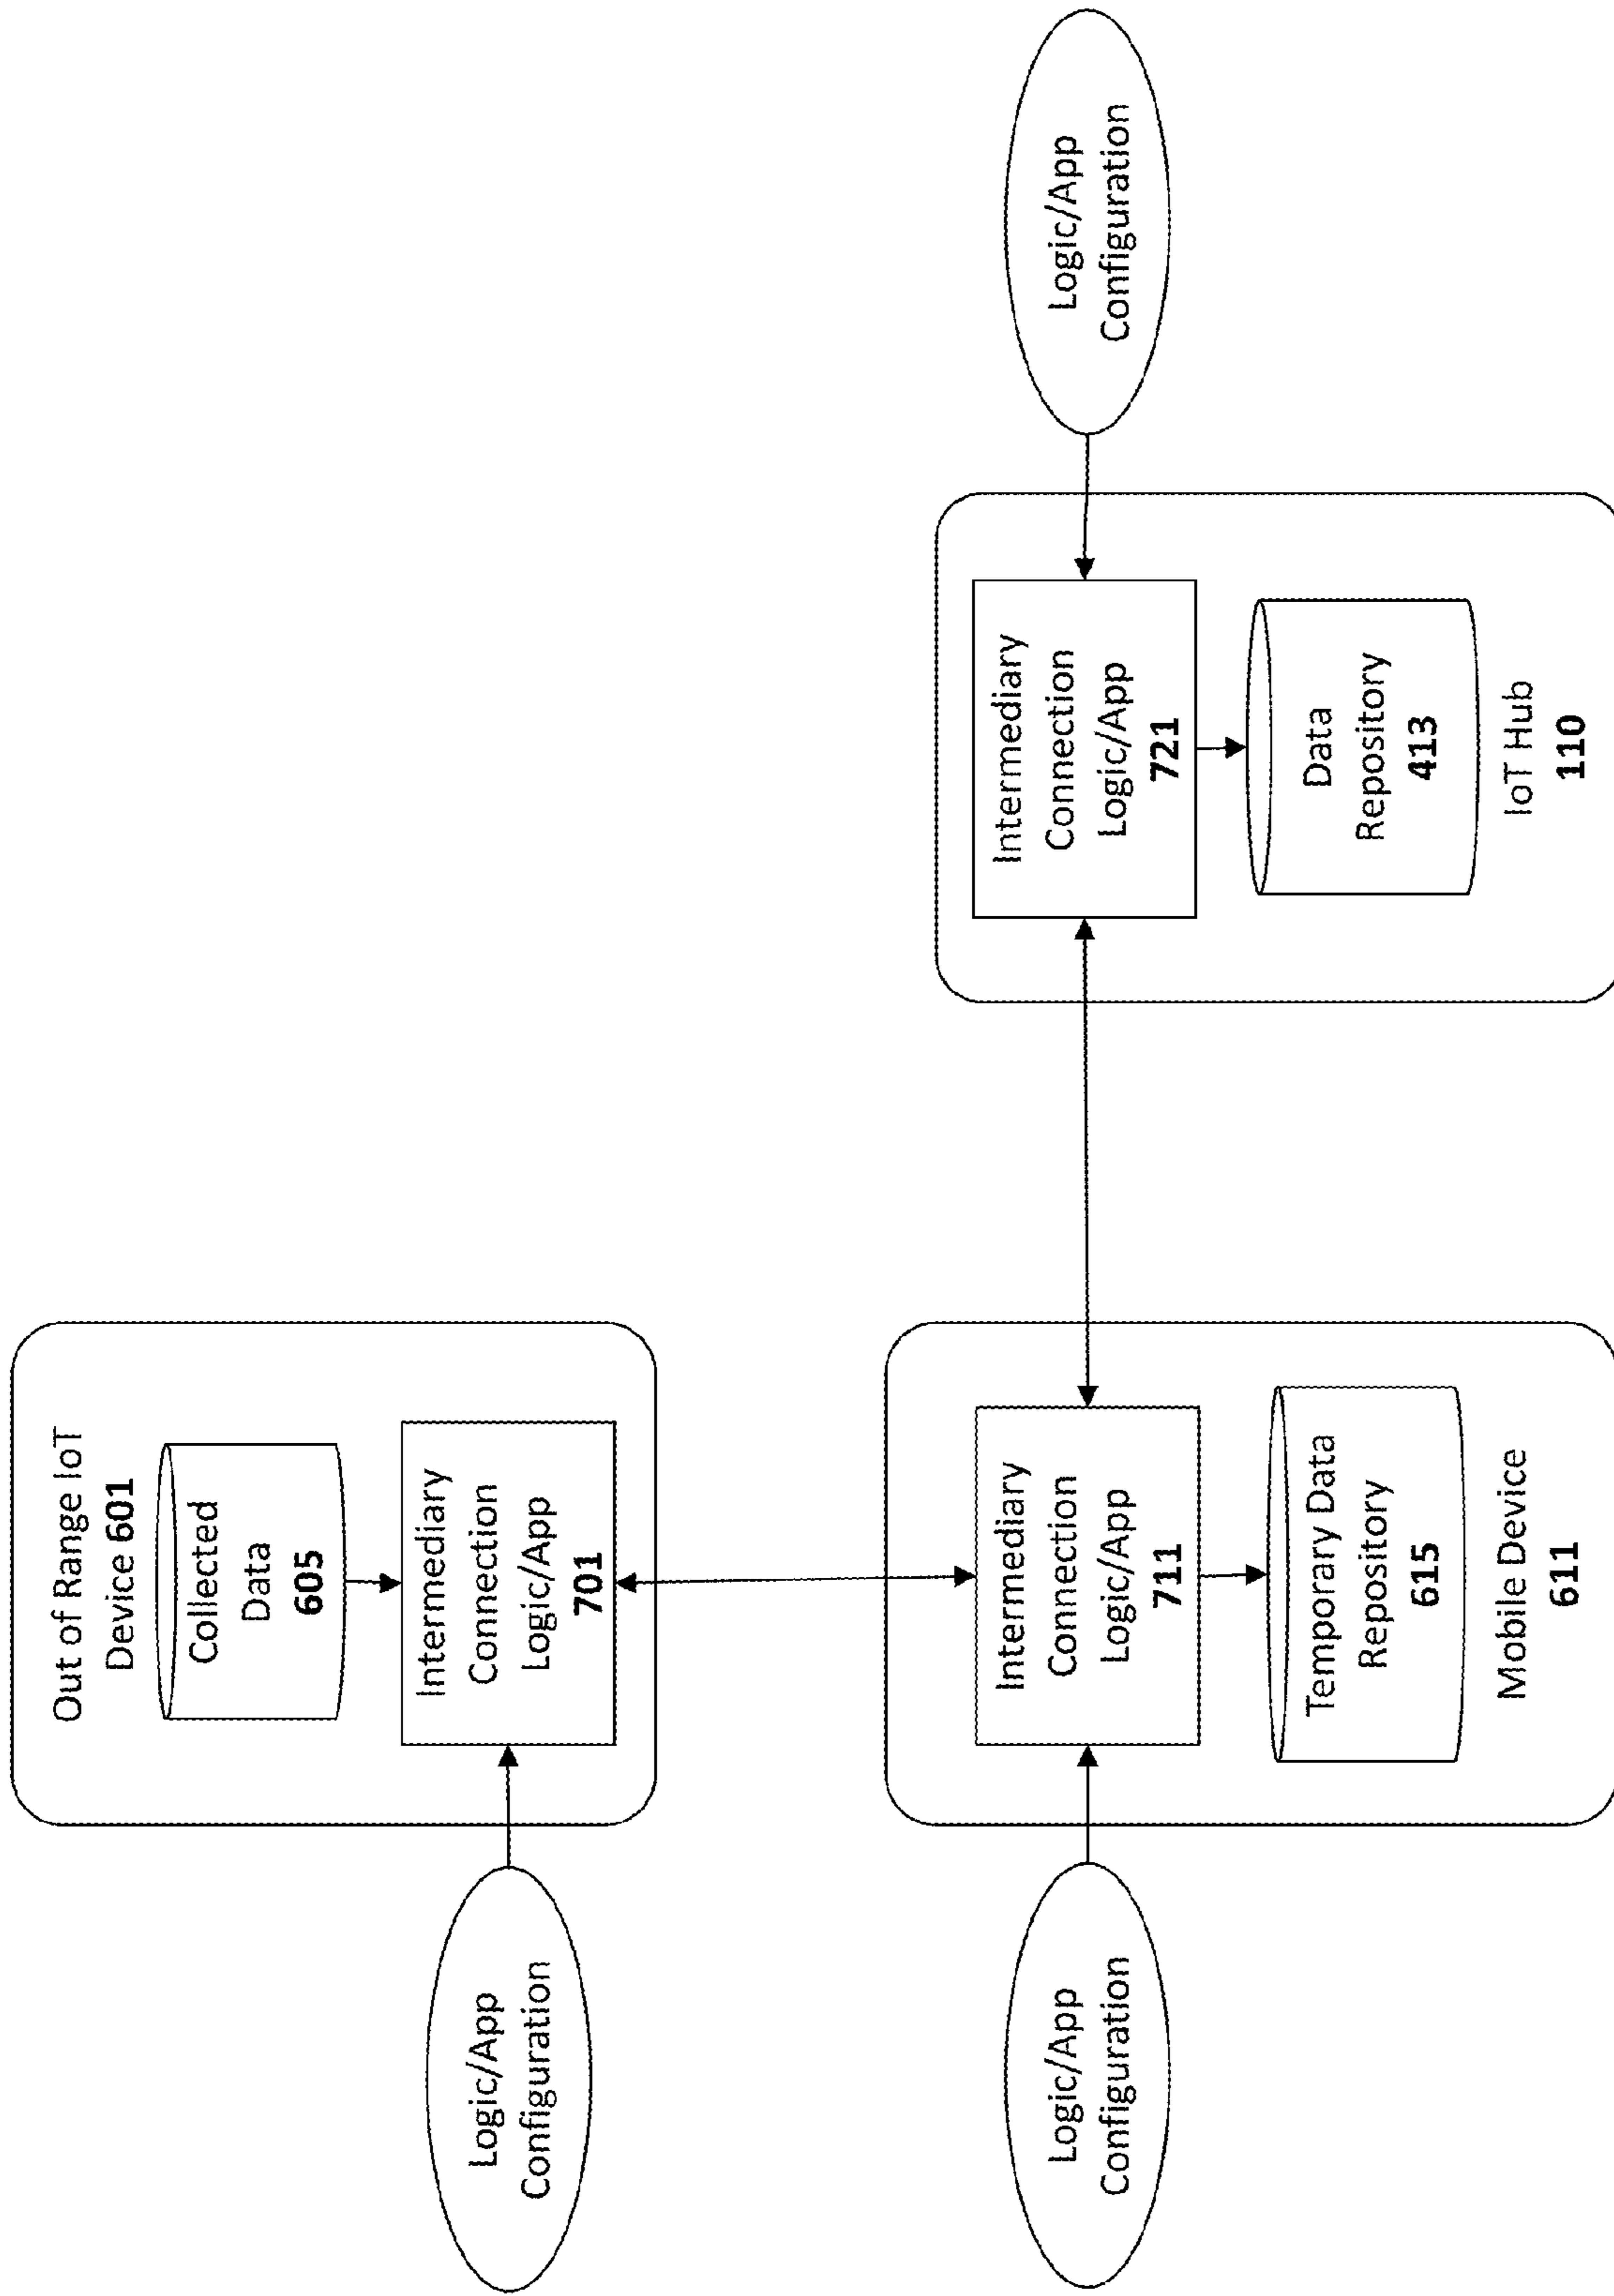 Out of Range IoT
Device 601
Collected
Data
605
Intermediary
Connection
Logic/App
701
Logic/App
Configuration
Intermediary
Connection
Logic/App
711
Temporary Data
Repository
615
Mobile Device
611
Logic/App
Configuration
Intermediary
Connection
Logic/App
721
Data
Repository
413
IoT Hub
110
Logic/App
Configuration